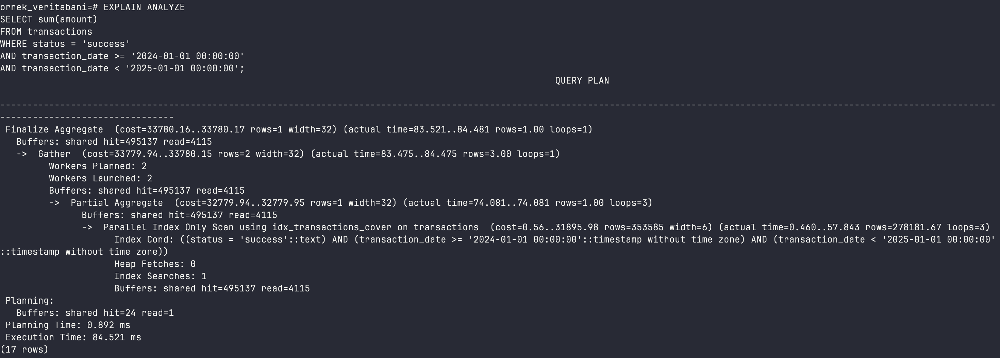 ornek_veritabani=# EXPLAIN ANALYZE
SELECT sum(amount)
FROM transactions
WHERE status = 'success'
AND transaction_date >= '2024-01-01 00:00:00'
AND transaction_date < '2025-01-01 00:00:00';
QUERY PLAN
---------------------------------------------------------------------------------------------------------------------------------------------------------------------------------------
--------------------------------
 Finalize Aggregate  (cost=33780.16..33780.17 rows=1 width=32) (actual time=83.521..84.481 rows=1.00 loops=1)
   Buffers: shared hit=495137 read=4115
   ->  Gather  (cost=33779.94..33780.15 rows=2 width=32) (actual time=83.475..84.475 rows=3.00 loops=1)
         Workers Planned: 2
         Workers Launched: 2
         Buffers: shared hit=495137 read=4115
         ->  Partial Aggregate  (cost=32779.94..32779.95 rows=1 width=32) (actual time=74.081..74.081 rows=1.00 loops=3)
               Buffers: shared hit=495137 read=4115
               ->  Parallel Index Only Scan using idx_transactions_cover on transactions  (cost=0.56..31895.98 rows=353585 width=6) (actual time=0.460..57.843 rows=278181.67 loops=3)
                     Index Cond: ((status = 'success'::text) AND (transaction_date >= '2024-01-01 00:00:00'::timestamp without time zone) AND (transaction_date < '2025-01-01 00:00:00'
::timestamp without time zone))
                     Heap Fetches: 0
                     Index Searches: 1
                     Buffers: shared hit=495137 read=4115
 Planning:
   Buffers: shared hit=24 read=1
 Planning Time: 0.892 ms
 Execution Time: 84.521 ms
(17 rows)